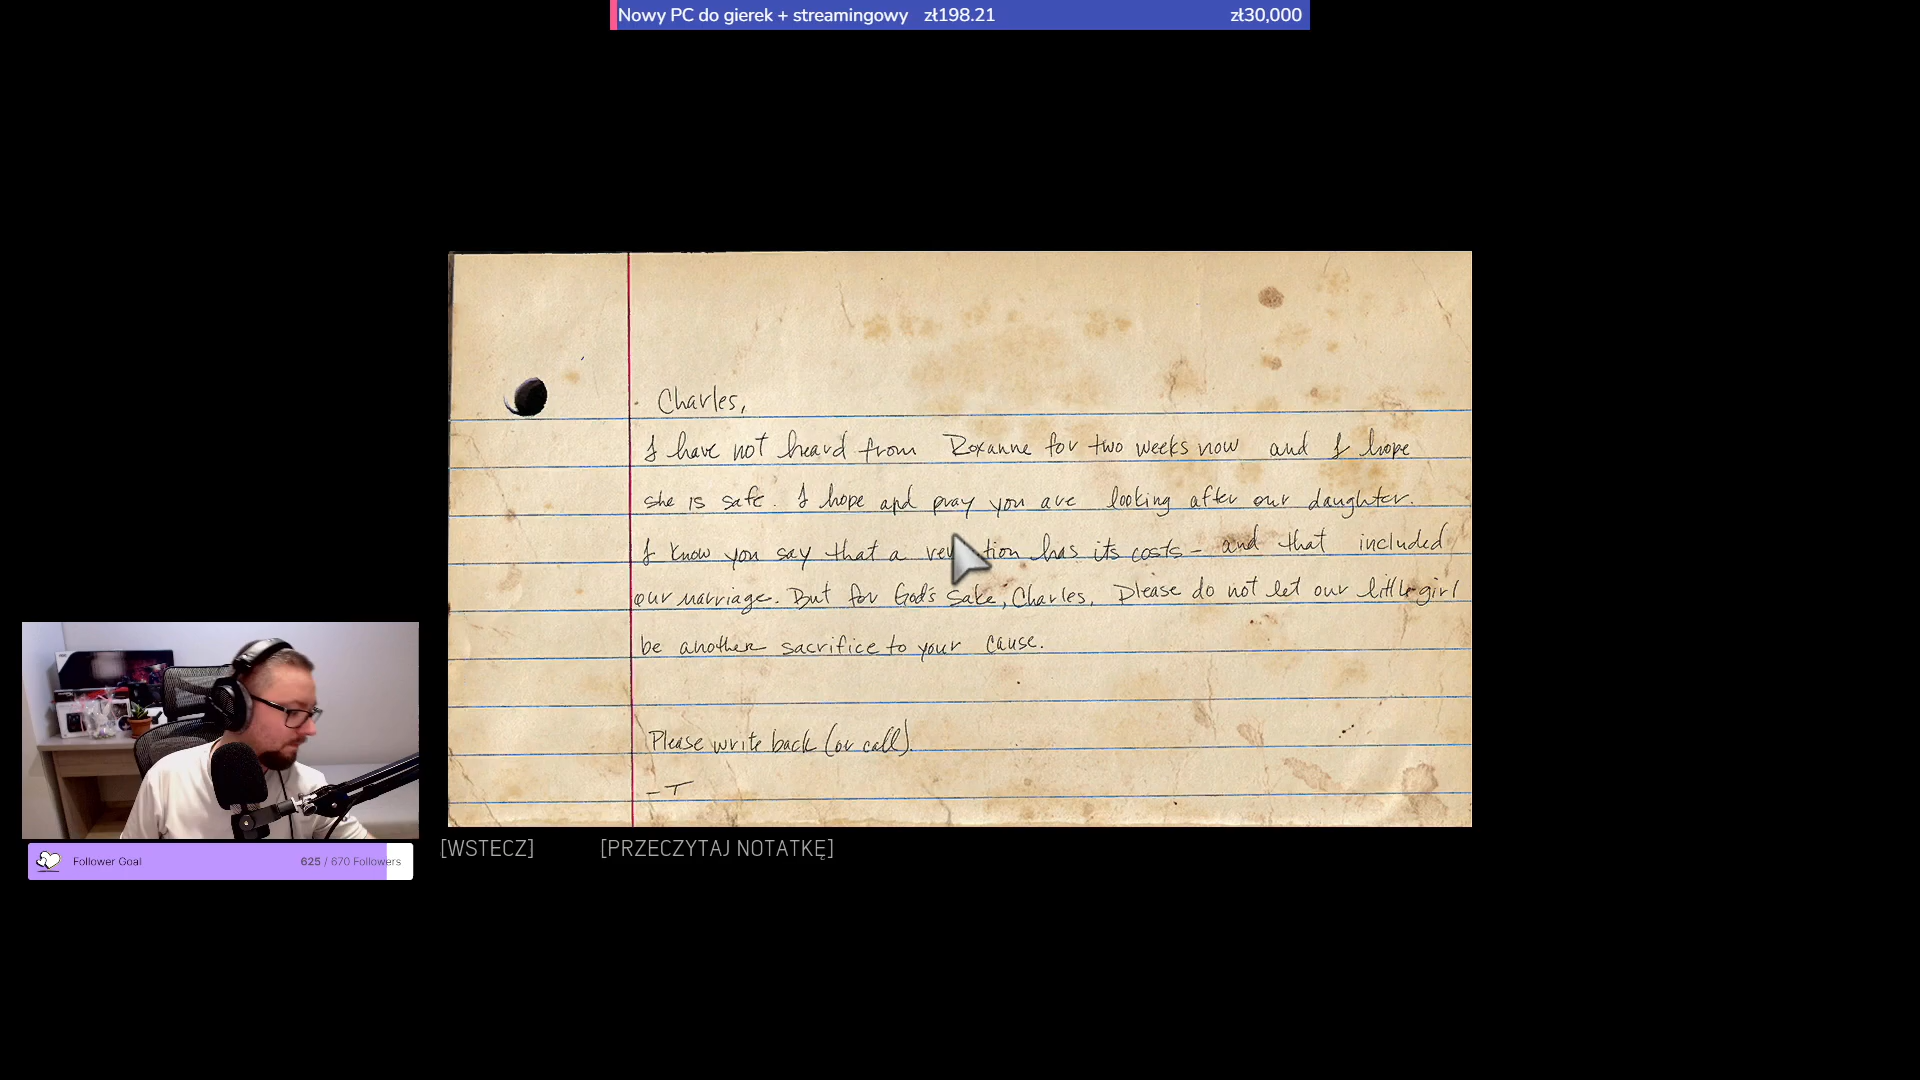 Nowy PC do gierek + streamingowy zł198.21 zł30,000
Charles,
I have not heard from Roxanne for two weeks now and I hope
she is safe. I hope and pray you are looking after our daughter.
I know you say that a has its costs - and that included
our marriage. But for God's sake, Charles, Please do not let our little girl
be another sacrifice to your cause.
Please write back (or call).
- T
Follower Goal 625 / 670 Followers
[WSTECZ] [PRZECZYTAJ NOTATKĘ]